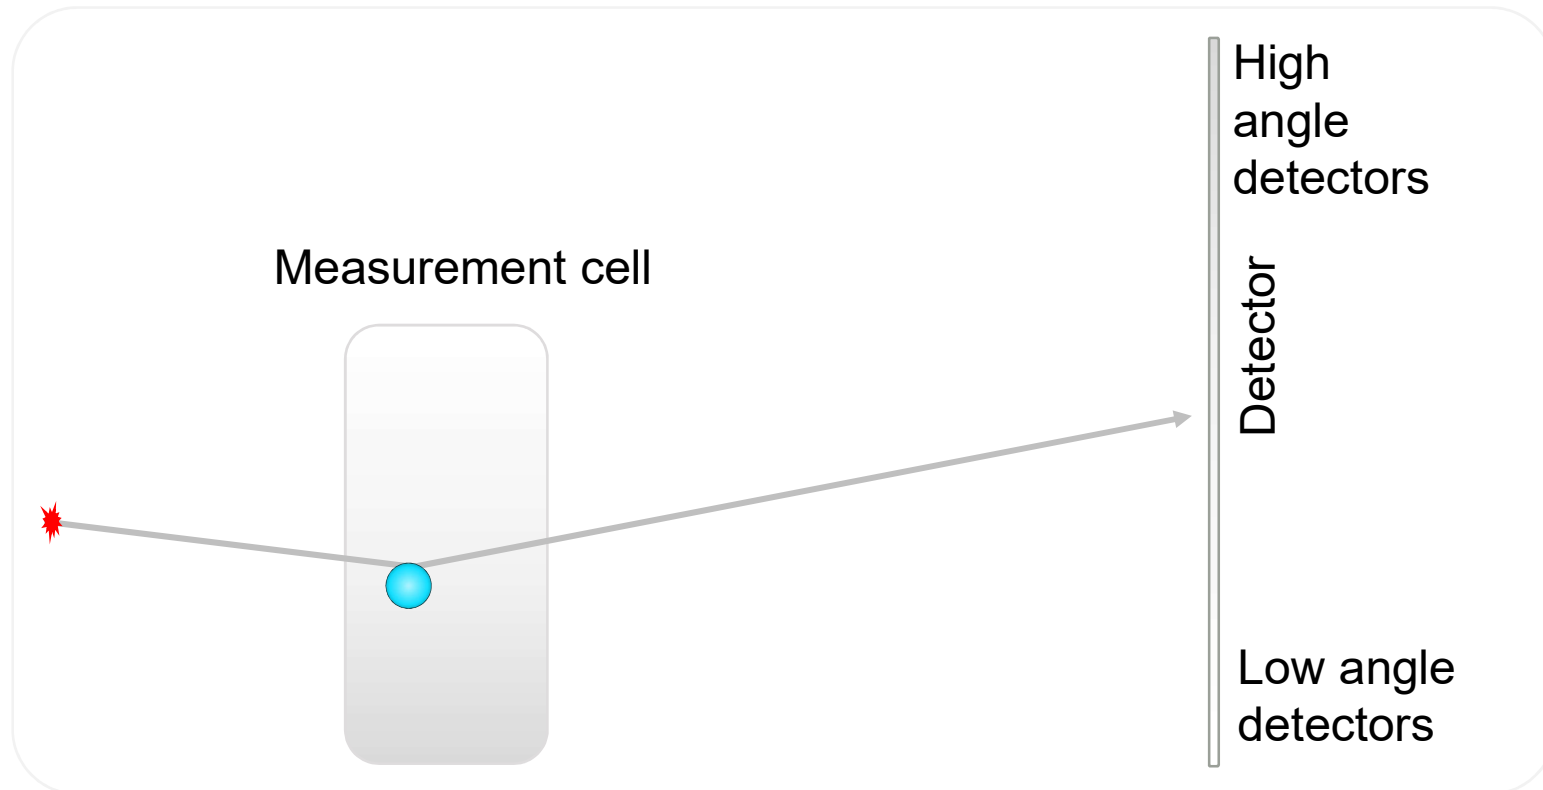 High
angle
detectors
Measurement cell
Detector
Low angle
detectors